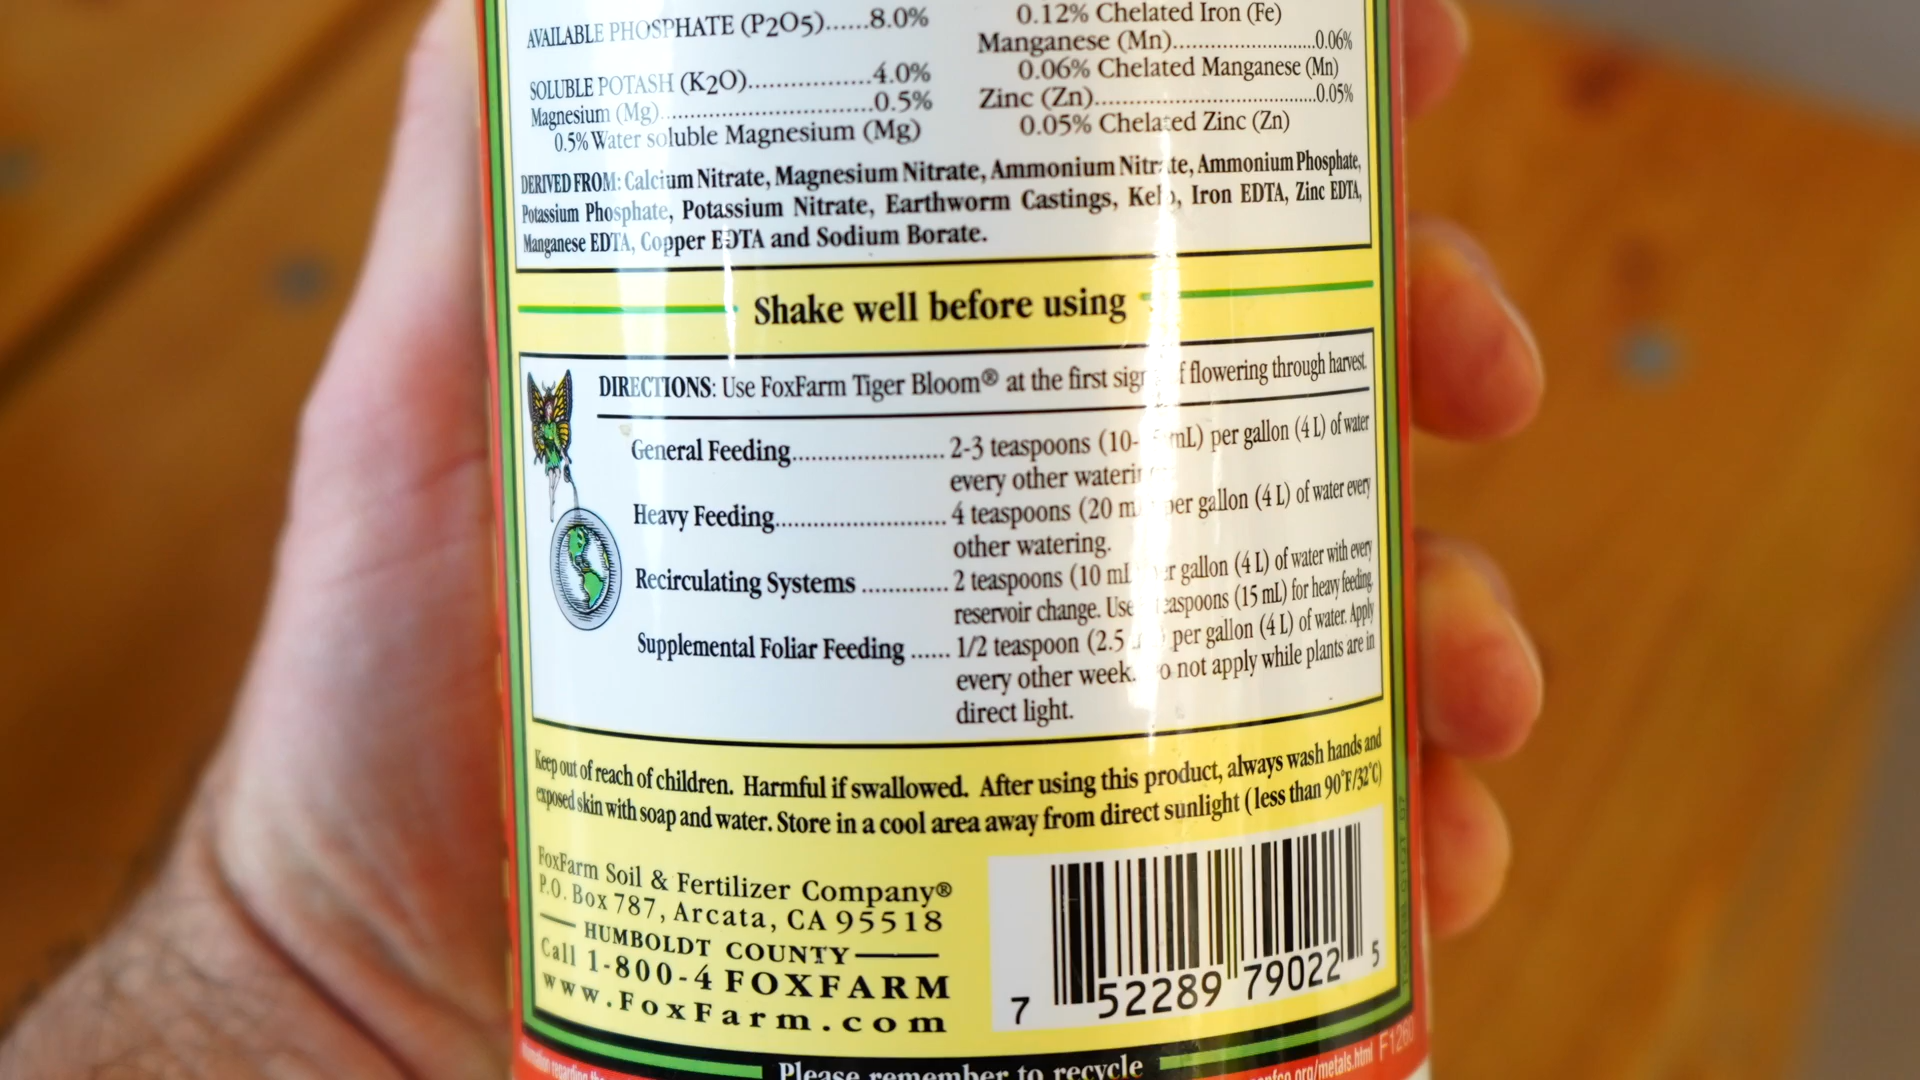 AVAILABLE PHOSPHATE (P2O5)......8.0%
SOLUBLE POTASH (K2O)................4.0%
Magnesium (Mg)...........................0.5%
0.5% Water soluble Magnesium (Mg)
0.12% Chelated Iron (Fe)
Manganese (Mn)........................0.06%
0.06% Chelated Manganese (Mn)
Zinc (Zn)......................................0.05%
0.05% Chelated Zinc (Zn)
DERIVED FROM: Calcium Nitrate, Magnesium Nitrate, Ammonium Nitrate, Ammonium Phosphate,
Potassium Phosphate, Potassium Nitrate, Earthworm Castings, Kelp, Iron EDTA, Zinc EDTA,
Manganese EDTA, Copper EDTA and Sodium Borate.
Shake well before using
DIRECTIONS: Use FoxFarm Tiger Bloom® at the first sign of flowering through harvest.
General Feeding........................ 2-3 teaspoons (10- mL) per gallon (4 L) of water
every other watering
Heavy Feeding........................... 4 teaspoons (20 mL per gallon (4 L) of water every
other watering.
Recirculating Systems ............. 2 teaspoons (10 mL per gallon (4 L) of water with every
reservoir change. Use teaspoons (15 mL) for heavy feeding.
Supplemental Foliar Feeding ...... 1/2 teaspoon (2.5 per gallon (4 L) of water. Apply
every other week. Do not apply while plants are in
direct light.
Keep out of reach of children. Harmful if swallowed. After using this product, always wash hands and
exposed skin with soap and water. Store in a cool area away from direct sunlight (less than 90°F/32°C)
FoxFarm Soil & Fertilizer Company®
P.O. Box 787, Arcata, CA 95518
HUMBOLDT COUNTY
Call 1-800-4 FOXFARM
www.FoxFarm.com
7 52289 79022 5
Please remember to recycle
information regarding the
org/metals.html F1260